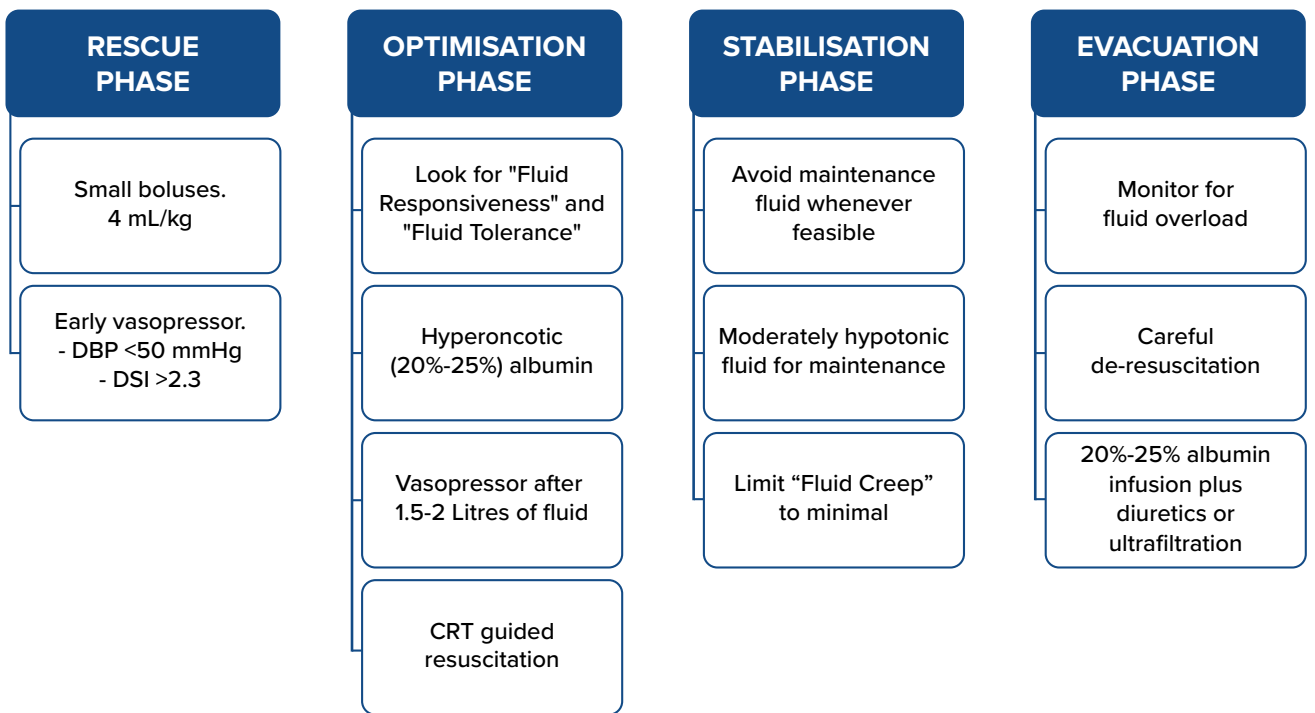 RESCUE
PHASE
Small boluses.
4 mL/kg
Early vasopressor.
- DBP <50 mmHg
- DSI >2.3
OPTIMISATION
PHASE
Look for "Fluid
Responsiveness" and
"Fluid Tolerance"
Hyperoncotic
(20%-25%) albumin
Vasopressor after
1.5-2 Litres of fluid
CRT guided
resuscitation
STABILISATION
PHASE
Avoid maintenance
fluid whenever
feasible
Moderately hypotonic
fluid for maintenance
Limit “Fluid Creep”
to minimal
EVACUATION
PHASE
Monitor for
fluid overload
Careful
de-resuscitation
20%-25% albumin
infusion plus
diuretics or
ultrafiltration